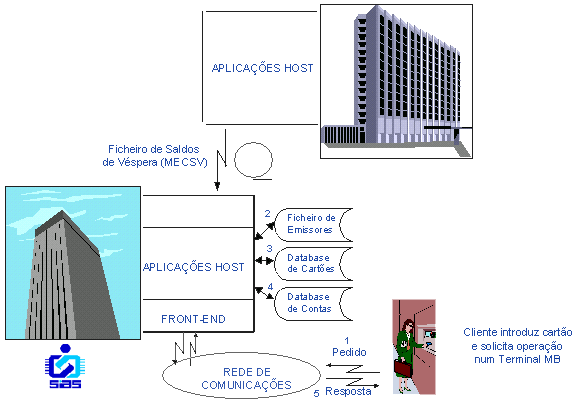 APLICAÇÕES HOST
Ficheiro de Saldos
de Véspera (MECSV)
2
Ficheiro de
Emissores
3
Database
de Cartões
APLICAÇÕES HOST
4
Database
de Contas
FRONT-END
1
Pedido
Cliente introduz cartão
e solicita operação
num Terminal MB
REDE DE
COMUNICAÇÕES
5 Resposta
sibs